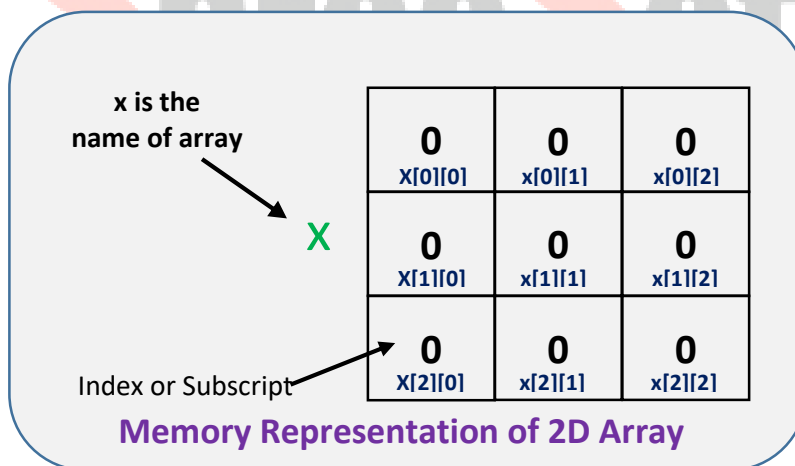 x is the
name of array
0 0 0
X[0][0] x[0][1] x[0][2]
X
0 0 0
X[1][0] x[1][1] x[1][2]
0 0 0
Index or Subscript
X[2][0] x[2][1] x[2][2]
Memory Representation of 2D Array